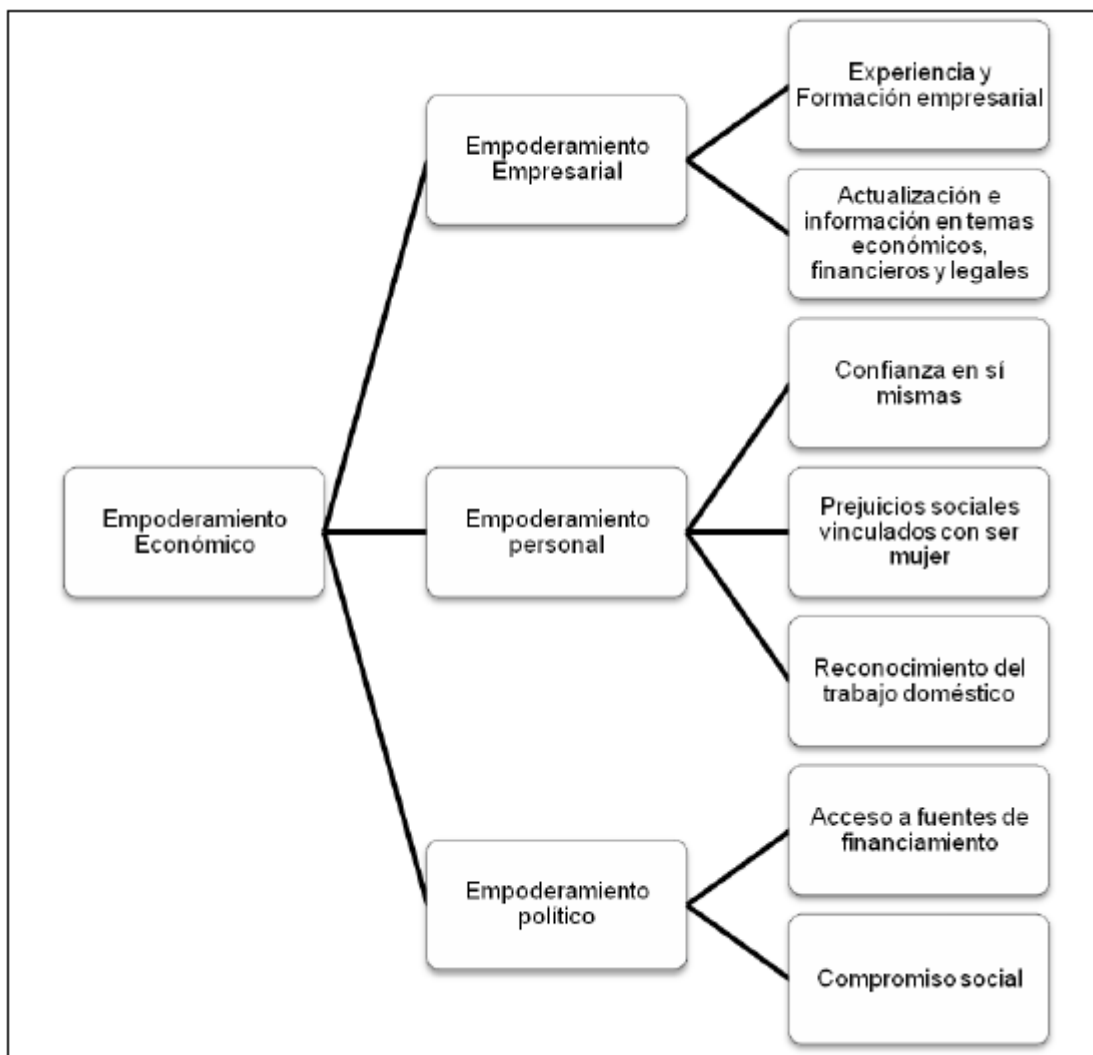 Experiencia y
Formación empresarial
Empoderamiento
Empresarial
Actualización e
información en temas
económicos,
financieros y legales
Confianza en sí
mismas
Empoderamiento
Económico
Empoderamiento
personal
Prejuicios sociales
vinculados con ser
mujer
Reconocimiento del
trabajo doméstico
Acceso a fuentes de
financiamiento
Empoderamiento
político
Compromiso social